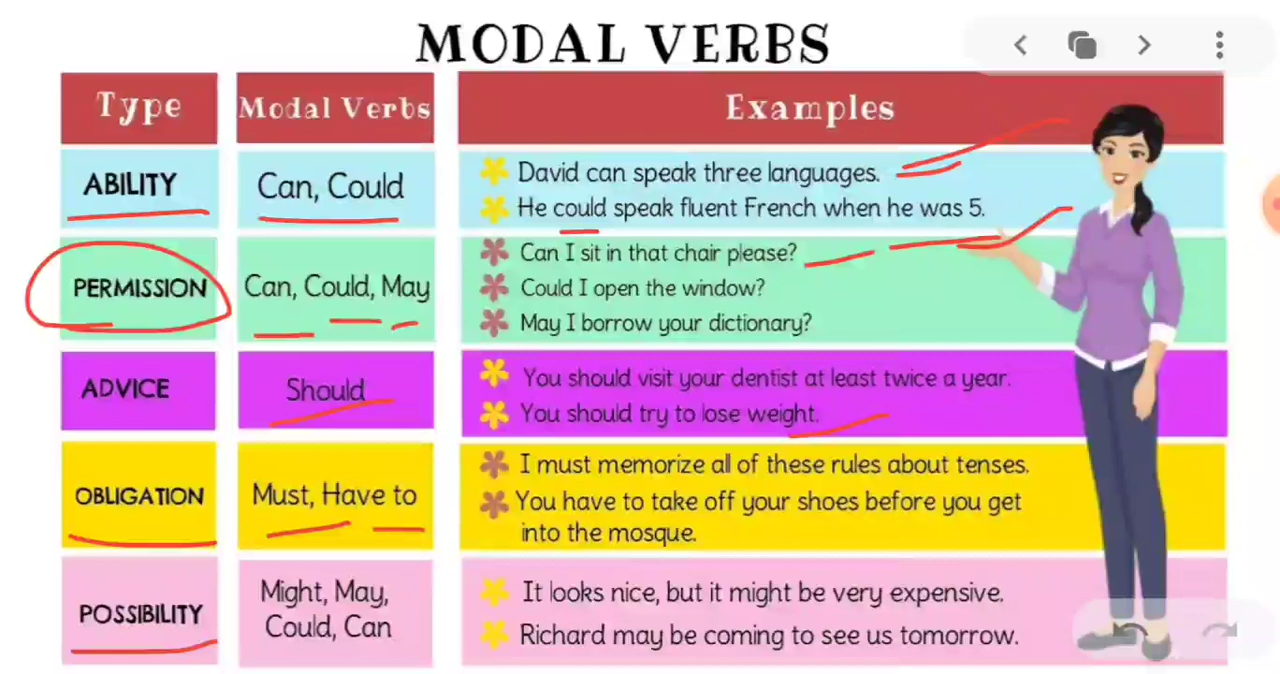 MODAL VERBS
Type
Modal Verbs
Examples
ABILITY
Can, Could
David can speak three languages.
He could speak fluent French when he was 5.
PERMISSION
Can, Could, May
Can I sit in that chair please?
Could I open the window?
May I borrow your dictionary?
ADVICE
Should
You should visit your dentist at least twice a year.
You should try to lose weight.
OBLIGATION
Must, Have to
I must memorize all of these rules about tenses.
You have to take off your shoes before you get
into the mosque.
POSSIBILITY
Might, May,
Could, Can
It looks nice, but it might be very expensive.
Richard may be coming to see us tomorrow.